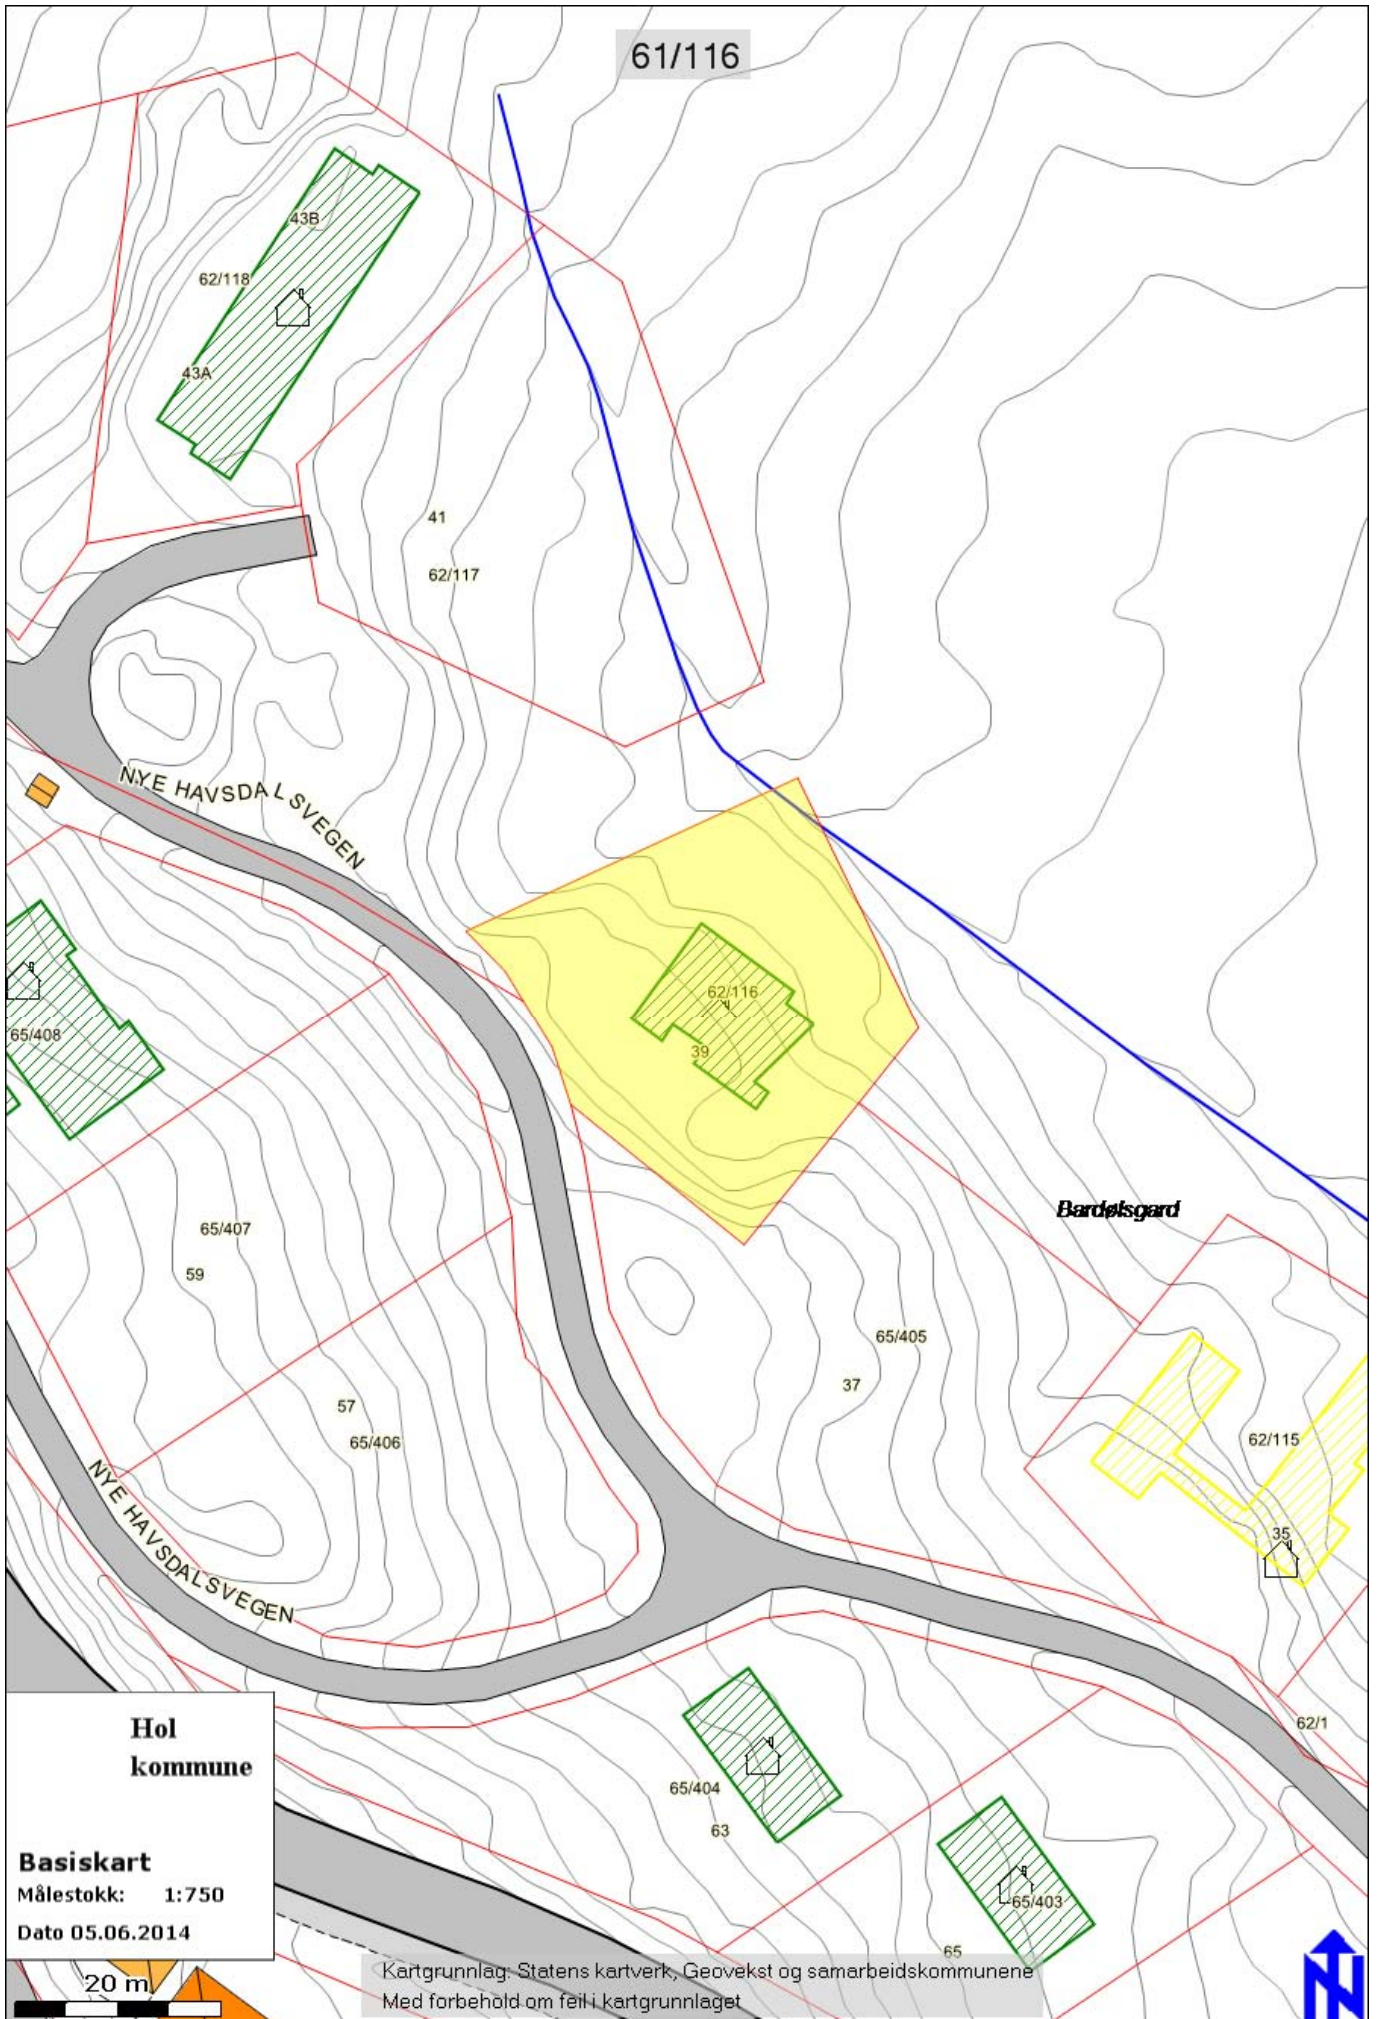 61/116
43B
62/118
43A
41
62/117
NYE HAVSDALSVEGEN
62/116
39
65/408
65/407
59
65/405
37
57
65/406
62/115
35
NYE HAVSDALSVEGEN
62/1
65/404
63
65/403
65
Hol
kommune
Basiskart
Målestokk: 1:750
Dato 05.06.2014
20 m
Kartgrunnlag: Statens kartverk, Geovekst og samarbeidskommunene
Med forbehold om feil i kartgrunnlaget
N